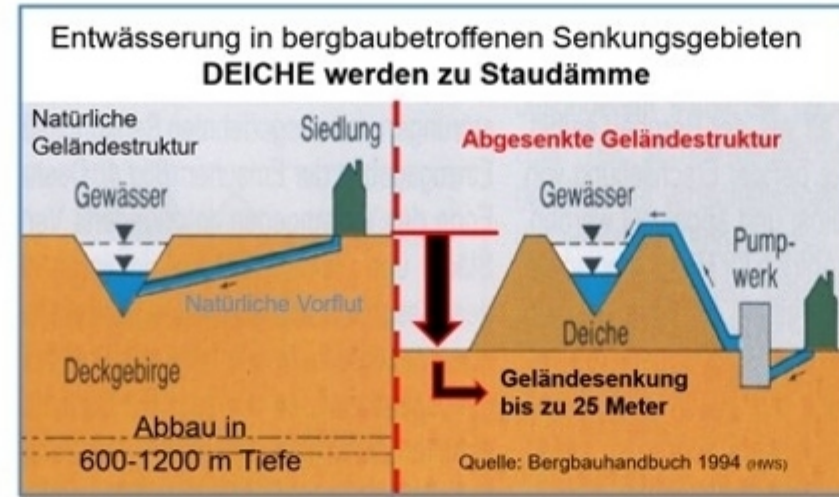 Entwässerung in bergbaubetroffenen Senkungsgebieten
DEICHE werden zu Staudämme
Natürliche
Geländestruktur
Siedlung
Gewässer
Natürliche Vorflut
Deckgebirge
Abbau in
600-1200 m Tiefe
Abgesenkte Geländestruktur
Gewässer
Pump-
werk
Deiche
Geländesenkung
bis zu 25 Meter
Quelle: Bergbauhandbuch 1994 (HWS)